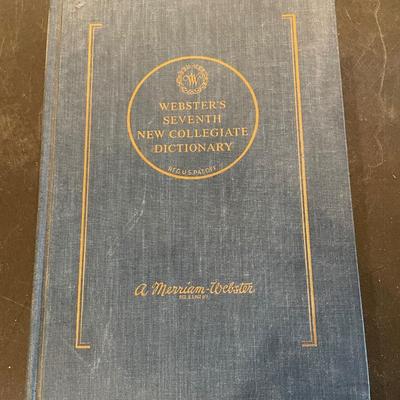 W
WEBSTER'S
SEVENTH
NEW COLLEGIATE
DICTIONARY
REG. U.S. PAT. OFF.
a Merriam-Webster